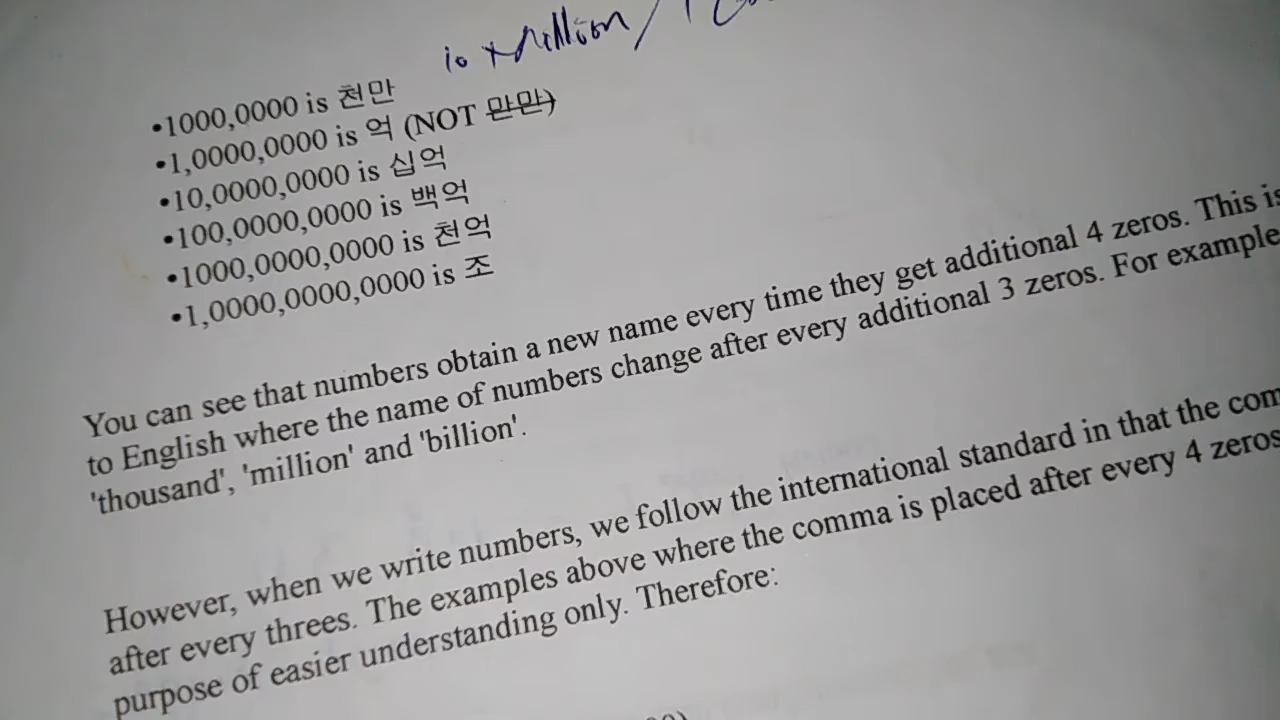 10 Million /
•1000,0000 is 천만
•1,0000,0000 is 억 (NOT 만만)
•10,0000,0000 is 십억
•100,0000,0000 is 백억
•1000,0000,0000 is 천억
•1,0000,0000,0000 is 조
You can see that numbers obtain a new name every time they get additional 4 zeros. This is
to English where the name of numbers change after every additional 3 zeros. For example
'thousand', 'million' and 'billion'.
However, when we write numbers, we follow the international standard in that the com
after every threes. The examples above where the comma is placed after every 4 zeros
purpose of easier understanding only. Therefore: